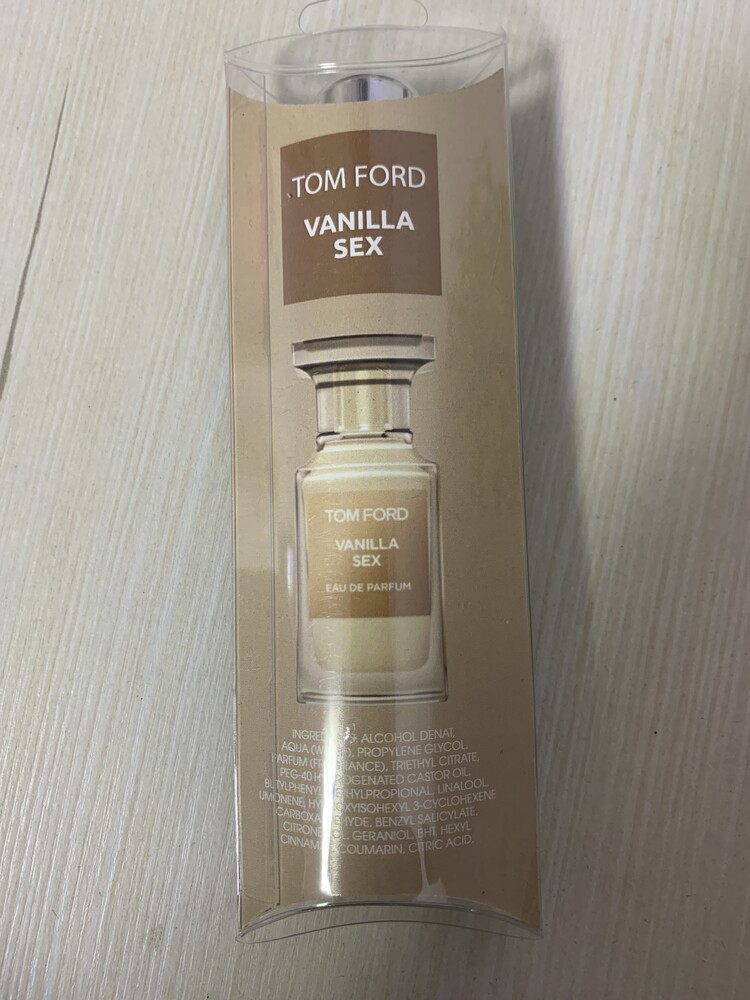 TOM FORD
VANILLA
SEX
TOM FORD
VANILLA
SEX
EAU DE PARFUM
ALCOHOL DENAT,
AQUA PROPYLENE GLYCOL,
PARFUM TRIETHYL CITRATE,
PEG-40 CASTOR OIL,
LINALOOL,
3-CYCLOHEXENE
BENZYL SALICYLATE,
GERANIOL, BHT, HEXYL
COUMARIN, CITRIC ACID.